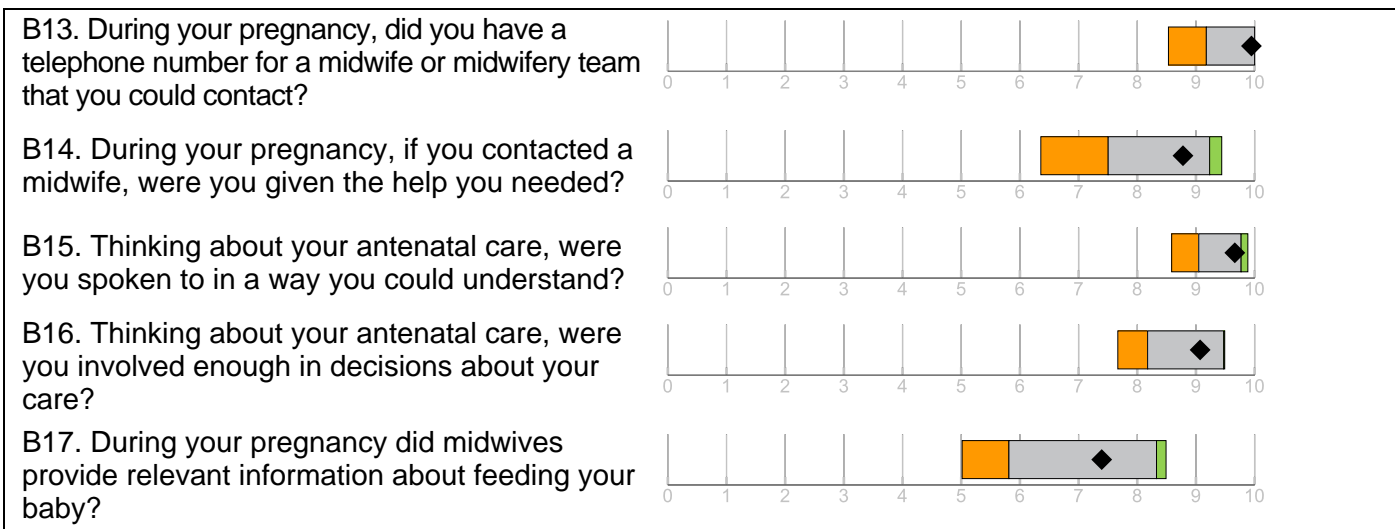 B13. During your pregnancy, did you have a
telephone number for a midwife or midwifery team
that you could contact?
0 1 2 3 4 5 6 7 8 9 10
B14. During your pregnancy, if you contacted a
midwife, were you given the help you needed?
0 1 2 3 4 5 6 7 8 9 10
B15. Thinking about your antenatal care, were
you spoken to in a way you could understand?
0 1 2 3 4 5 6 7 8 9 10
B16. Thinking about your antenatal care, were
you involved enough in decisions about your
care?
0 1 2 3 4 5 6 7 8 9 10
B17. During your pregnancy did midwives
provide relevant information about feeding your
baby?
0 1 2 3 4 5 6 7 8 9 10